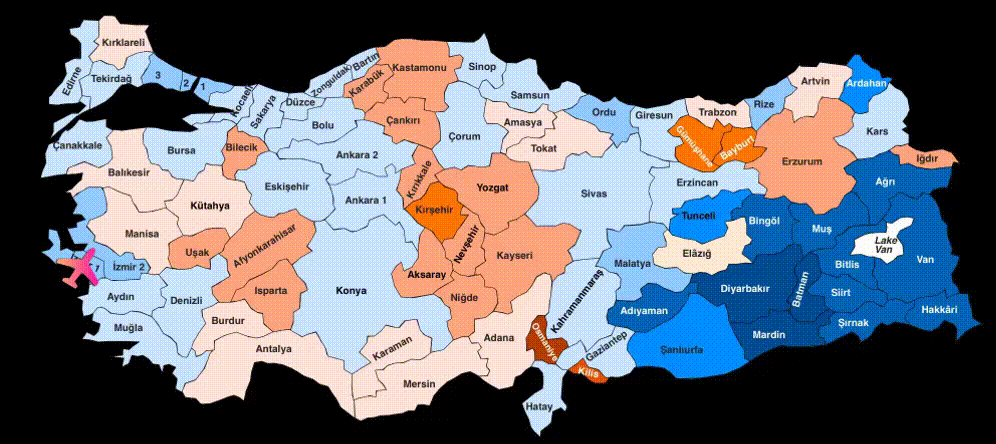 Kırklareli
Edirne
Tekirdağ
3
2
1
Kocaeli
Sakarya
Düzce
Zonguldak
Bartın
Karabük
Kastamonu
Sinop
Samsun
Ordu
Giresun
Trabzon
Rize
Artvin
Ardahan
Kars
Iğdır
Çanakkale
Bursa
Bilecik
Bolu
Çankırı
Çorum
Amasya
Tokat
Gümüşhane
Bayburt
Erzurum
Ağrı
Balıkesir
Kütahya
Eskişehir
Ankara 2
Ankara 1
Kırıkkale
Kırşehir
Yozgat
Sivas
Erzincan
Tunceli
Bingöl
Muş
Lake
Van
Van
Manisa
Uşak
Afyonkarahisar
Nevşehir
Kayseri
Malatya
Elâzığ
Bitlis
1
İzmir 2
Aydın
Denizli
Isparta
Konya
Aksaray
Niğde
Kahramanmaraş
Adıyaman
Diyarbakır
Batman
Siirt
Hakkâri
Muğla
Burdur
Antalya
Karaman
Mersin
Adana
Osmaniye
Gaziantep
Kilis
Şanlıurfa
Mardin
Şırnak
Hatay